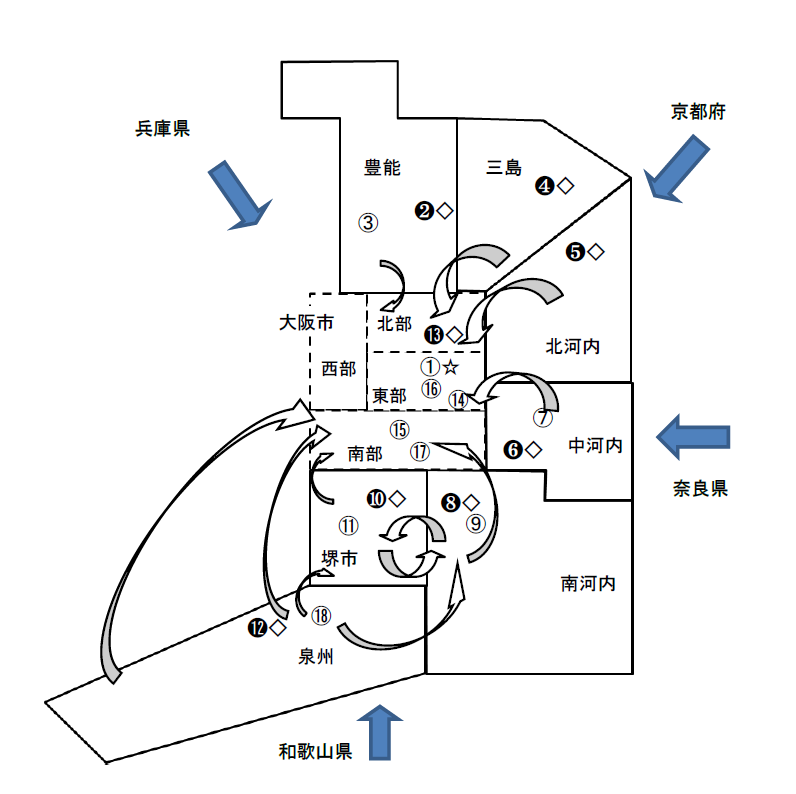 京都府
兵庫県
豊能
三島
❹◇
③
❷◇
❺◇
大阪市
北部
⓭◇
北河内
西部
①☆
東部
⑯
⑭
⑦
⑮
南部
⑰
❻◇
中河内
奈良県
❿◇
❽◇
⑪
⑨
堺市
南河内
⑱
⓬◇
泉州
和歌山県